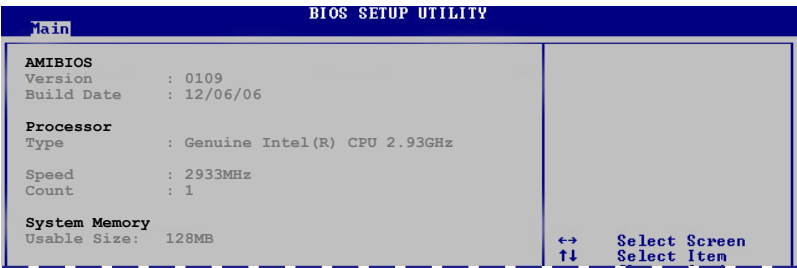 BIOS SETUP UTILITY
Main
AMIBIOS
Version : 0109
Build Date : 12/06/06
Processor
Type : Genuine Intel(R) CPU 2.93GHz
Speed : 2933MHz
Count : 1
System Memory
Usable Size: 128MB
←→ Select Screen
↑↓ Select Item